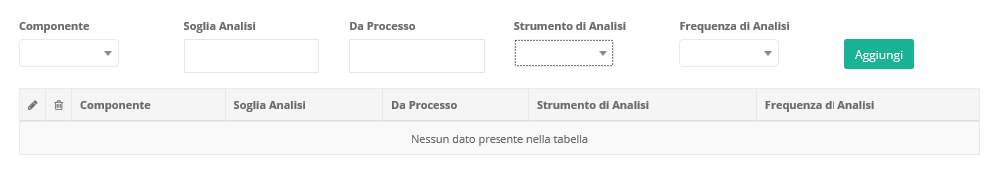 Componente Soglia Analisi Da Processo Strumento di Analisi Frequenza di Analisi
Aggiungi
Componente Soglia Analisi Da Processo Strumento di Analisi Frequenza di Analisi
Nessun dato presente nella tabella